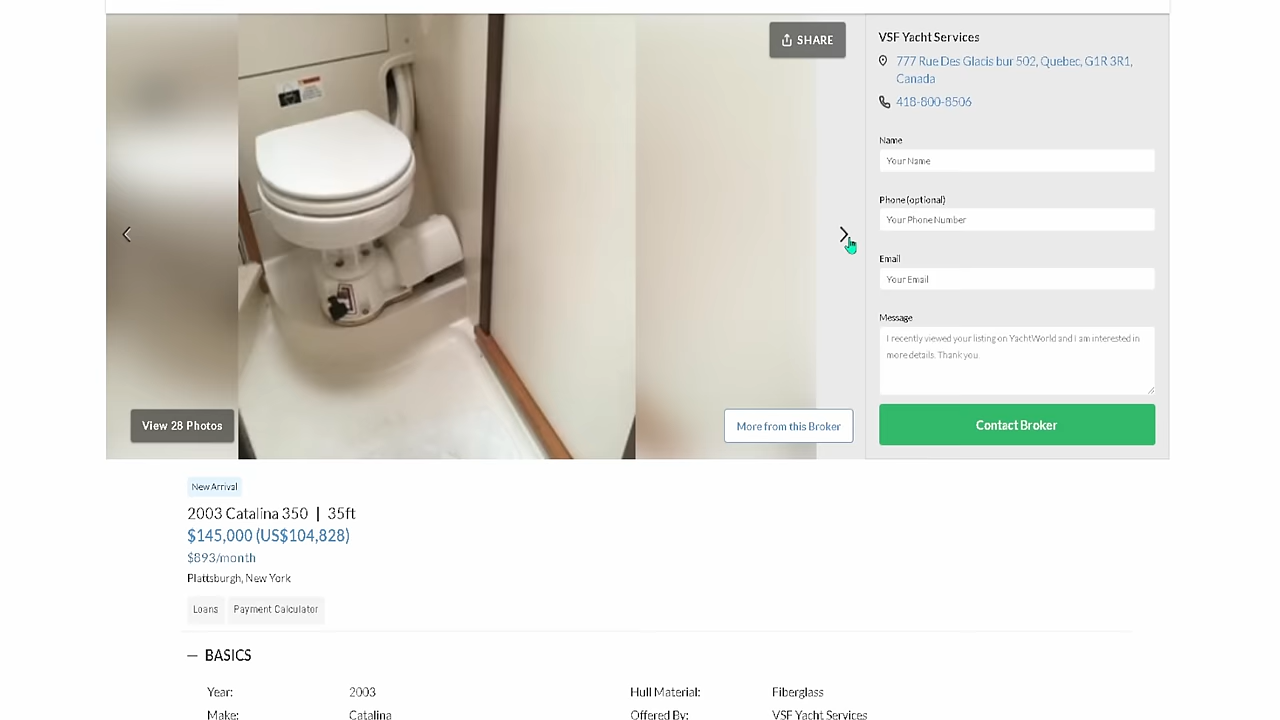 SHARE
View 28 Photos
More from this Broker
VSF Yacht Services
777 Rue Des Glacis bur 502, Quebec, G1R 3R1,
Canada
418-800-8506
Name
Your Name
Phone (optional)
Your Phone Number
Email
Your Email
Message
I recently viewed your listing on YachtWorld and I am interested in
more details. Thank you.
Contact Broker
New Arrival
2003 Catalina 350 | 35ft
$145,000 (US$104,828)
$893/month
Plattsburgh, New York
Loans Payment Calculator
— BASICS
Year: 2003 Hull Material: Fiberglass
Make: Catalina Offered By: VSF Yacht Services